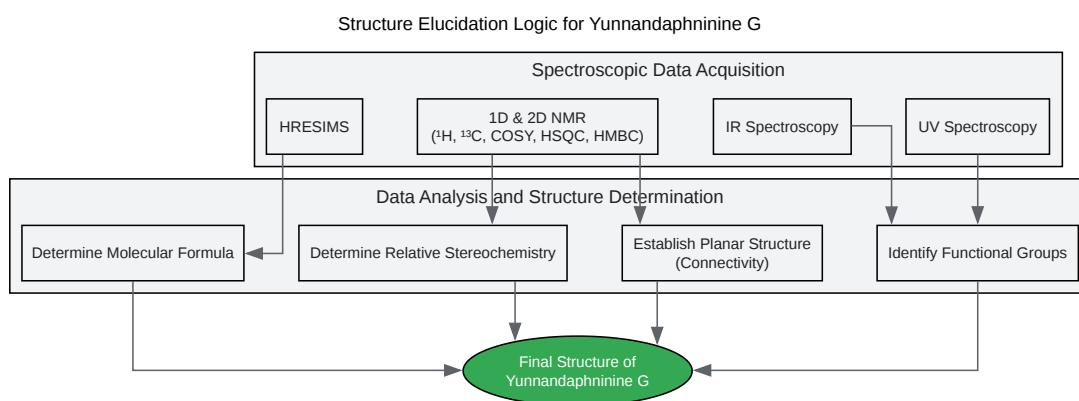 Structure Elucidation Logic for Yunnandaphninine G
Spectroscopic Data Acquisition
HRESIMS
1D & 2D NMR
(¹H, ¹³C, COSY, HSQC, HMBC)
IR Spectroscopy
UV Spectroscopy
Data Analysis and Structure Determination
Determine Molecular Formula
Determine Relative Stereochemistry
Establish Planar Structure
(Connectivity)
Identify Functional Groups
Final Structure of
Yunnandaphninine G